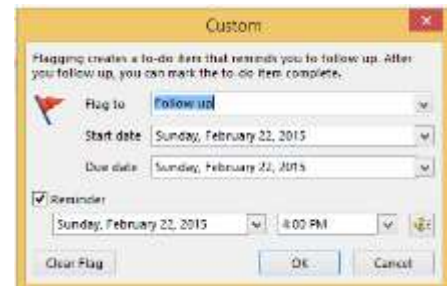 Custom
Flagging creates a to-do item that reminds you to follow up. After
you follow up, you can mark the to-do item complete.
Flag to Follow up
Start date Sunday, February 22, 2015
Due date Sunday, February 22, 2015
Reminder
Sunday, February 22, 2015 4:00 PM
Clear Flag OK Cancel